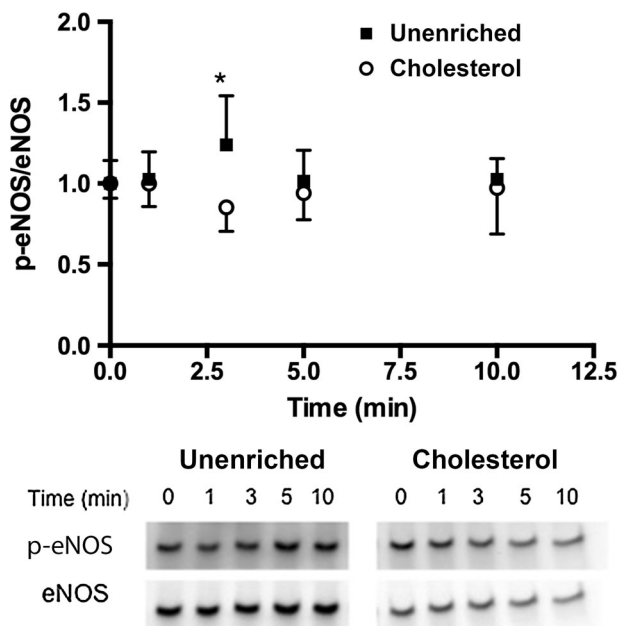 2.0
1.5
1.0
0.5
0.0
p-eNOS/eNOS
Unenriched
Cholesterol
*
0.0 2.5 5.0 7.5 10.0 12.5
Time (min)
Unenriched Cholesterol
Time (min) 0 1 3 5 10 0 1 3 5 10
p-eNOS
eNOS